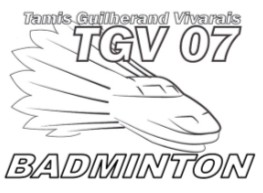 Tamis Guilherand Vivarais
TGV 07
BADMINTON